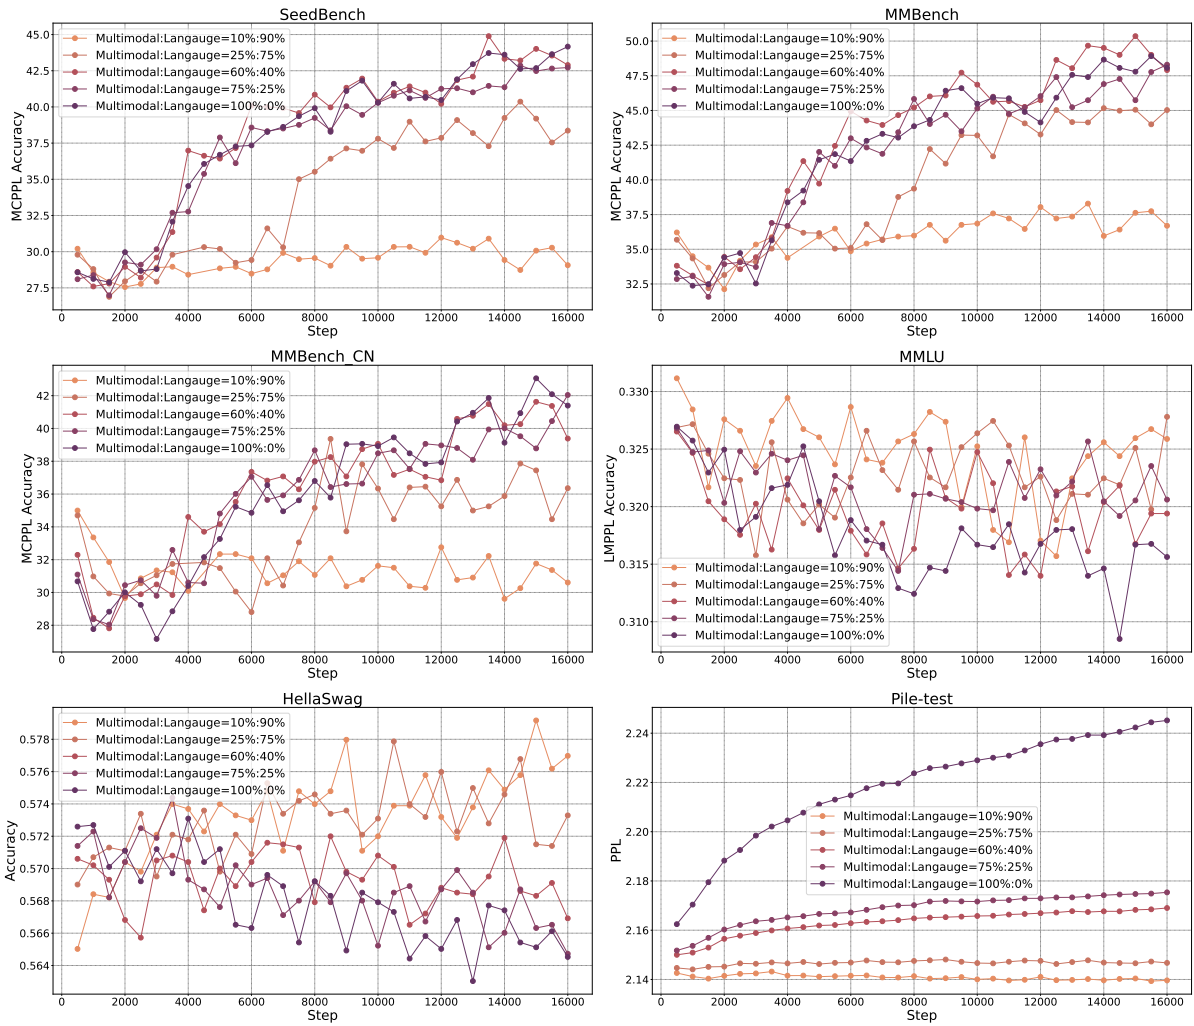 SeedBench
45.0
42.5
40.0
37.5
35.0
32.5
30.0
27.5
MCPPL Accuracy
Multimodal:Langauge=10%:90%
Multimodal:Langauge=25%:75%
Multimodal:Langauge=60%:40%
Multimodal:Langauge=75%:25%
Multimodal:Langauge=100%:0%
0 2000 4000 6000 8000 10000 12000 14000 16000
Step
MMBench
50.0
47.5
45.0
42.5
40.0
37.5
35.0
32.5
MCPPL Accuracy
Multimodal:Langauge=10%:90%
Multimodal:Langauge=25%:75%
Multimodal:Langauge=60%:40%
Multimodal:Langauge=75%:25%
Multimodal:Langauge=100%:0%
0 2000 4000 6000 8000 10000 12000 14000 16000
Step
MMBench_CN
42
40
38
36
34
32
30
28
MCPPL Accuracy
Multimodal:Langauge=10%:90%
Multimodal:Langauge=25%:75%
Multimodal:Langauge=60%:40%
Multimodal:Langauge=75%:25%
Multimodal:Langauge=100%:0%
0 2000 4000 6000 8000 10000 12000 14000 16000
Step
MMLU
0.330
0.325
0.320
0.315
0.310
LMPPL Accuracy
Multimodal:Langauge=10%:90%
Multimodal:Langauge=25%:75%
Multimodal:Langauge=60%:40%
Multimodal:Langauge=75%:25%
Multimodal:Langauge=100%:0%
0 2000 4000 6000 8000 10000 12000 14000 16000
Step
HellaSwag
0.578
0.576
0.574
0.572
0.570
0.568
0.566
0.564
Accuracy
Multimodal:Langauge=10%:90%
Multimodal:Langauge=25%:75%
Multimodal:Langauge=60%:40%
Multimodal:Langauge=75%:25%
Multimodal:Langauge=100%:0%
0 2000 4000 6000 8000 10000 12000 14000 16000
Step
Pile-test
2.24
2.22
2.20
2.18
2.16
2.14
PPL
Multimodal:Langauge=10%:90%
Multimodal:Langauge=25%:75%
Multimodal:Langauge=60%:40%
Multimodal:Langauge=75%:25%
Multimodal:Langauge=100%:0%
0 2000 4000 6000 8000 10000 12000 14000 16000
Step